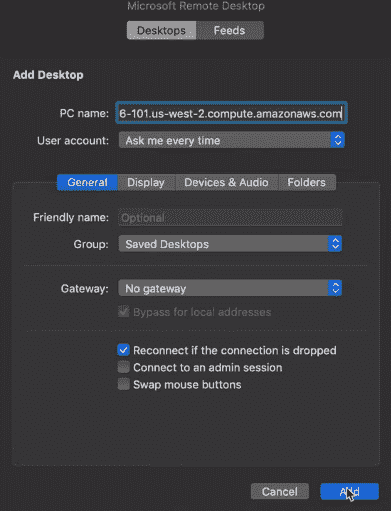 Microsoft Remote Desktop
Desktops Feeds
Add Desktop
PC name: 6-101.us-west-2.compute.amazonaws.com
User account: Ask me every time
General Display Devices & Audio Folders
Friendly name: Optional
Group: Saved Desktops
Gateway: No gateway
Bypass for local addresses
Reconnect if the connection is dropped
Connect to an admin session
Swap mouse buttons
Cancel Add